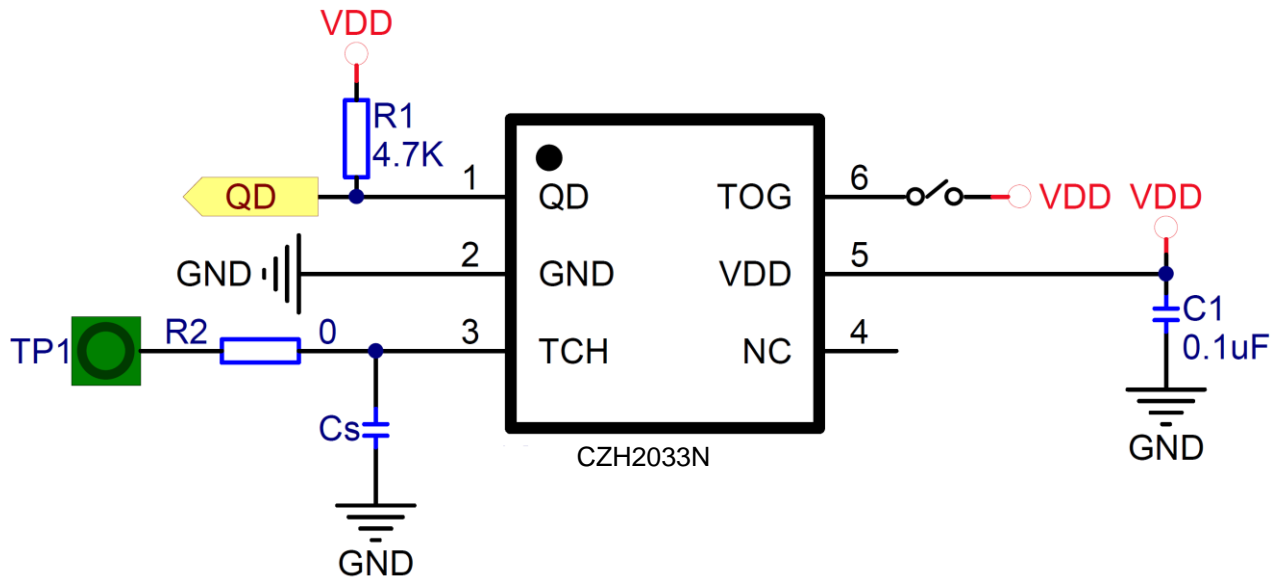 VDD
R1
4.7K
QD
1
QD
TOG
6
VDD
VDD
GND
2
GND
VDD
5
TP1
R2
0
3
TCH
NC
4
C1
0.1uF
Cs
CZH2033N
GND
GND